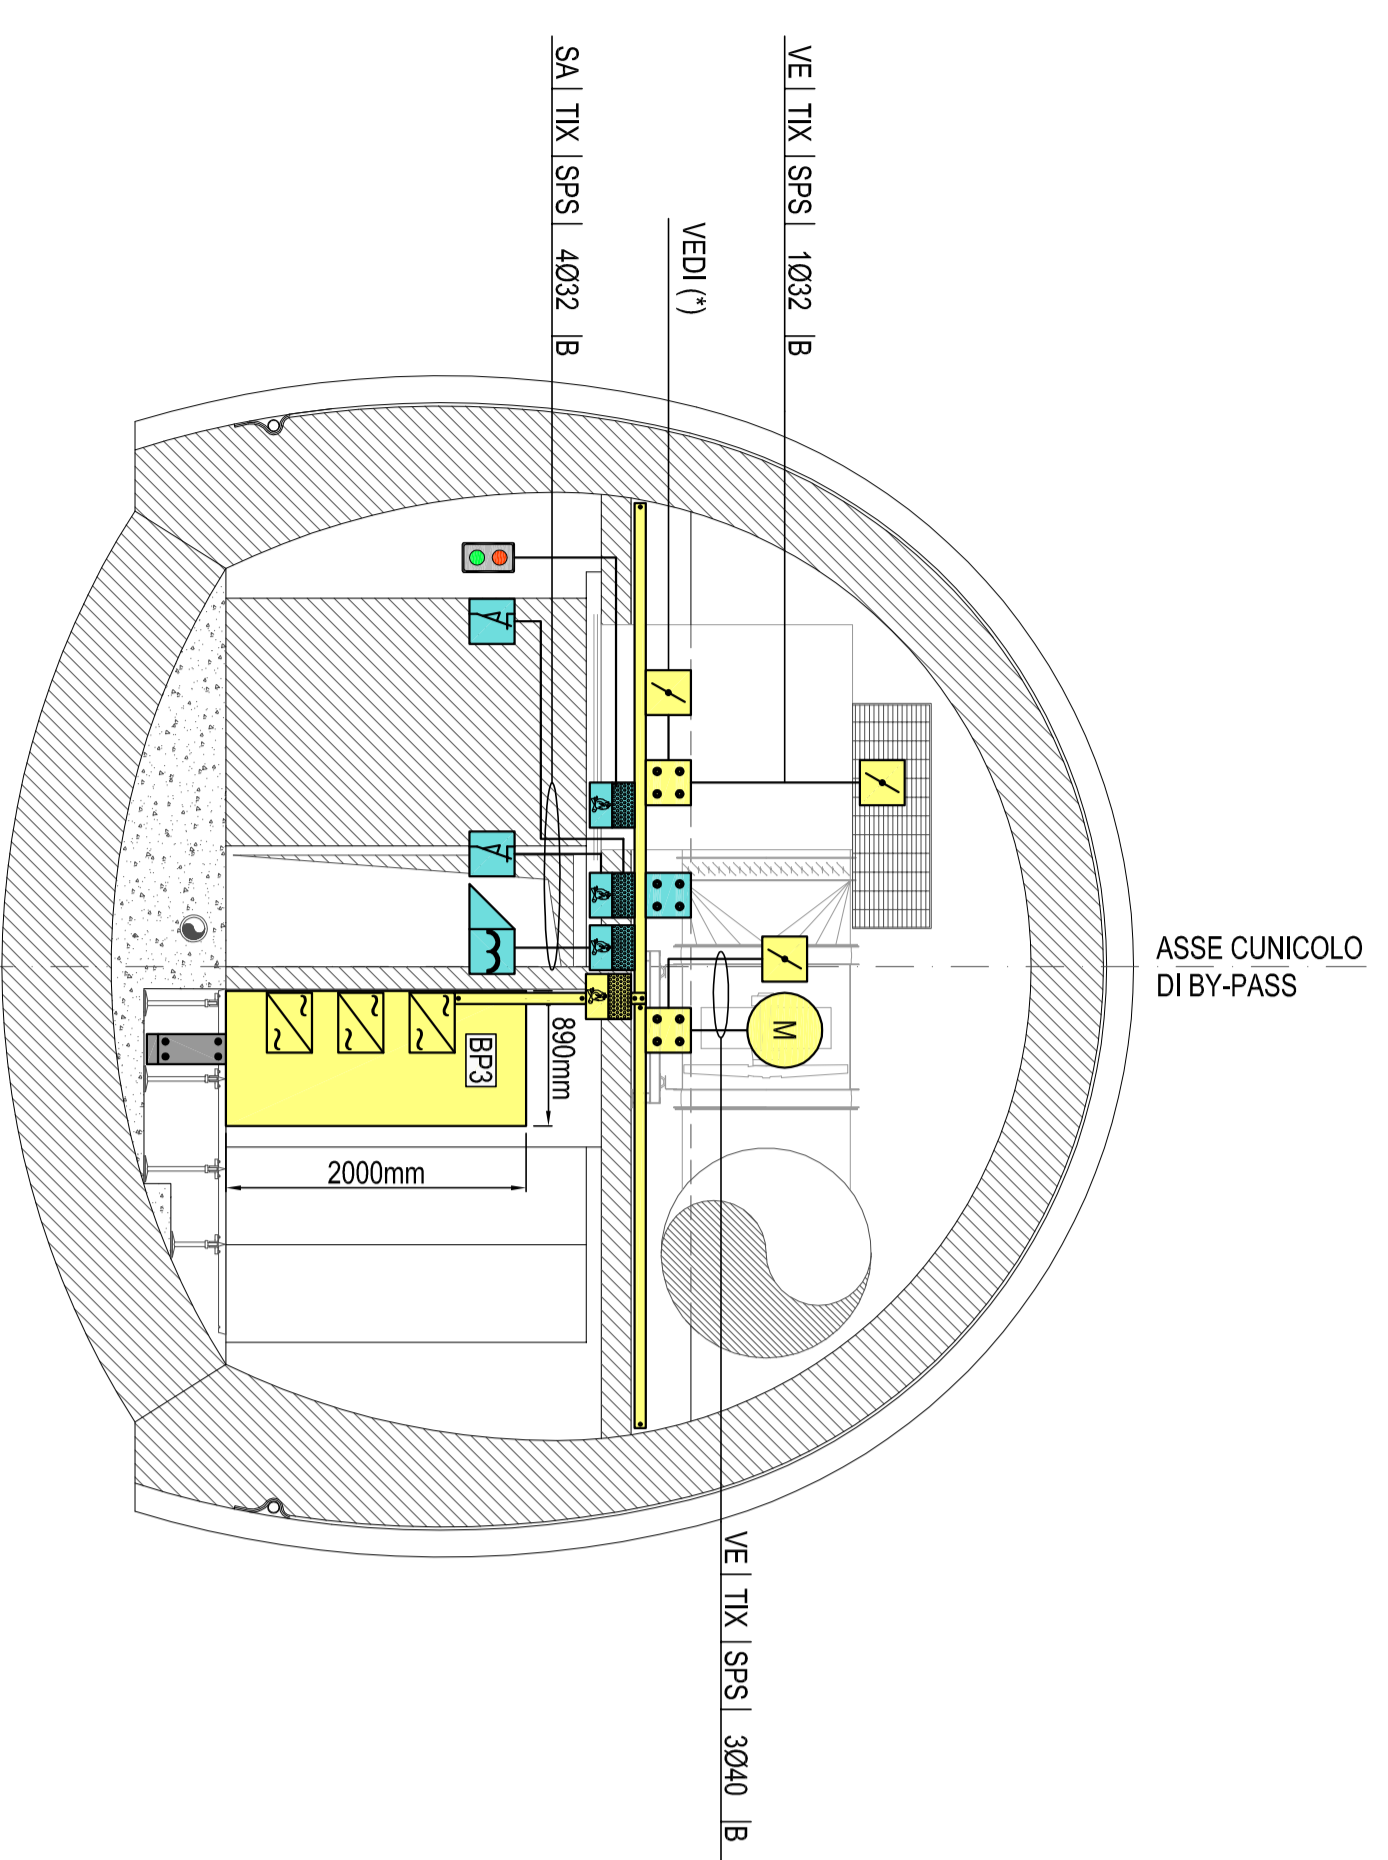 VE | TIX |SPS| 1Ø32 |B
VEDI (*)
SA | TIX |SPS| 4Ø32 |B
ASSE CUNICOLO
DI BY-PASS
M
BP3
890mm
2000mm
VE | TIX |SPS| 3Ø40 |B